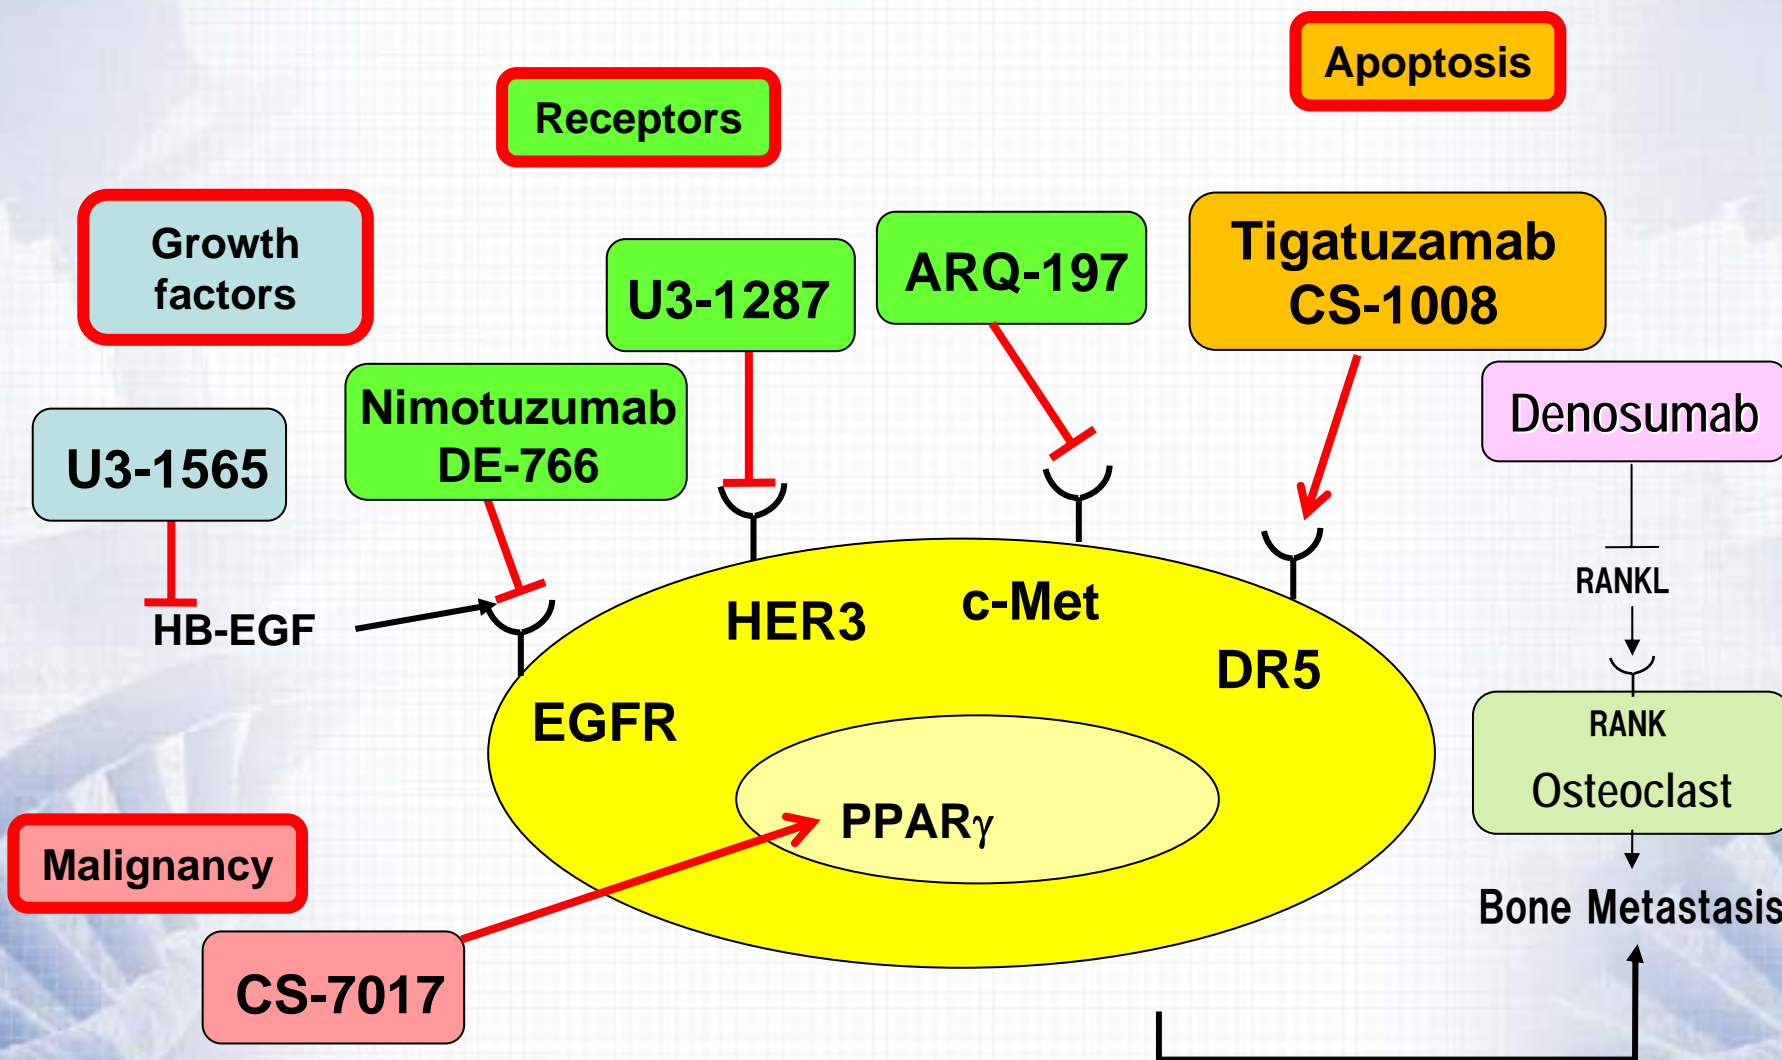 Apoptosis
Receptors
Growth
factors
U3-1287
ARQ-197
Tigatuzamab
CS-1008
Nimotuzumab
DE-766
Denosumab
U3-1565
RANKL
HB-EGF
HER3
c-Met
DR5
EGFR
RANK
Osteoclast
PPARγ
Malignancy
Bone Metastasis
CS-7017